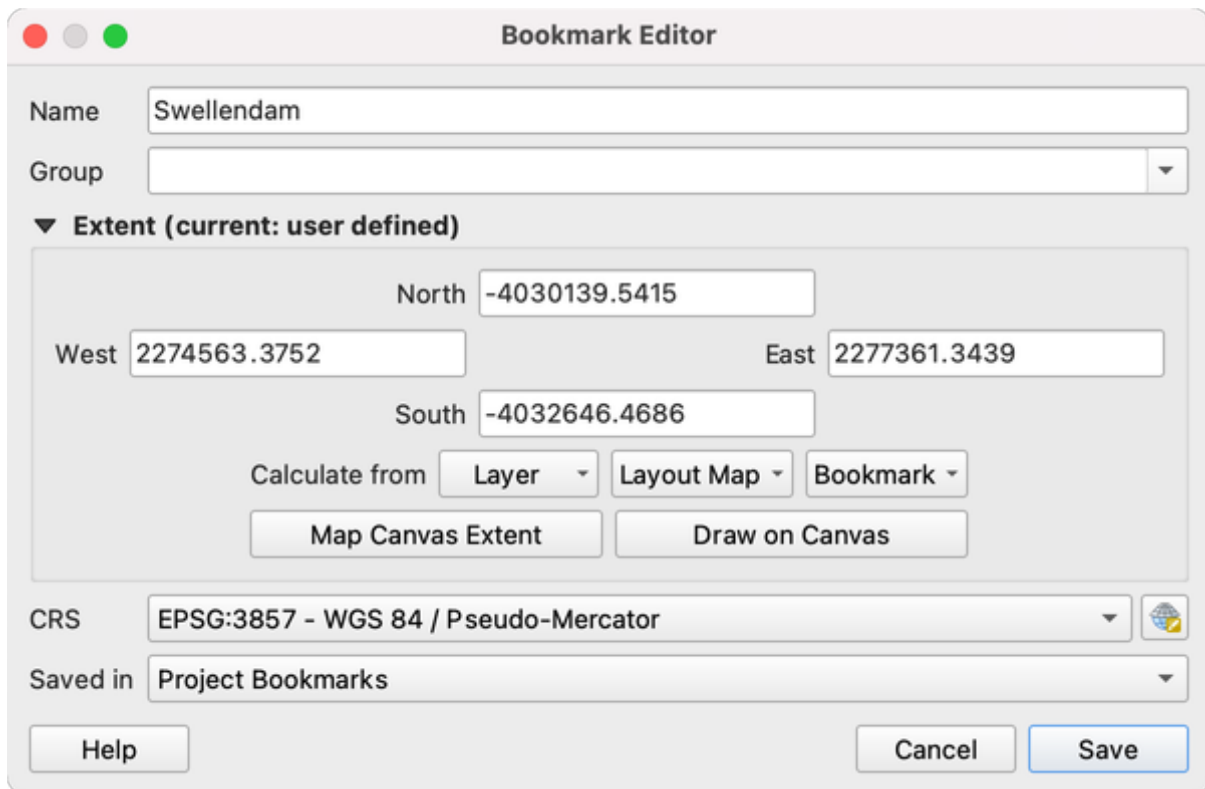 Bookmark Editor
Name Swellendam
Group
Extent (current: user defined)
North -4030139.5415
West 2274563.3752 East 2277361.3439
South -4032646.4686
Calculate from Layer Layout Map Bookmark
Map Canvas Extent Draw on Canvas
CRS EPSG:3857 - WGS 84 / Pseudo-Mercator
Saved in Project Bookmarks
Help Cancel Save